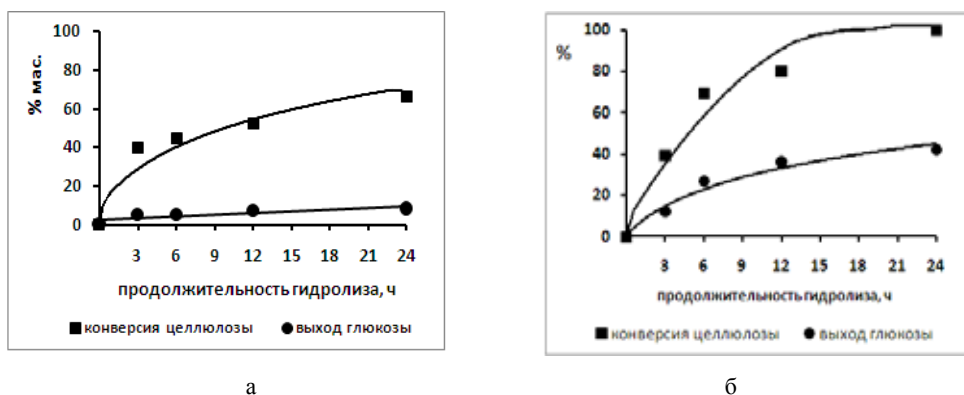 % мас.
100
80
60
40
20
0
3 6 9 12 15 18 21 24
продолжительность гидролиза, ч
конверсия целлюлозы выход глюкозы
а
%
100
80
60
40
20
0
3 6 9 12 15 18 21 24
продолжительность гидролиза, ч
конверсия целлюлозы выход глюкозы
б